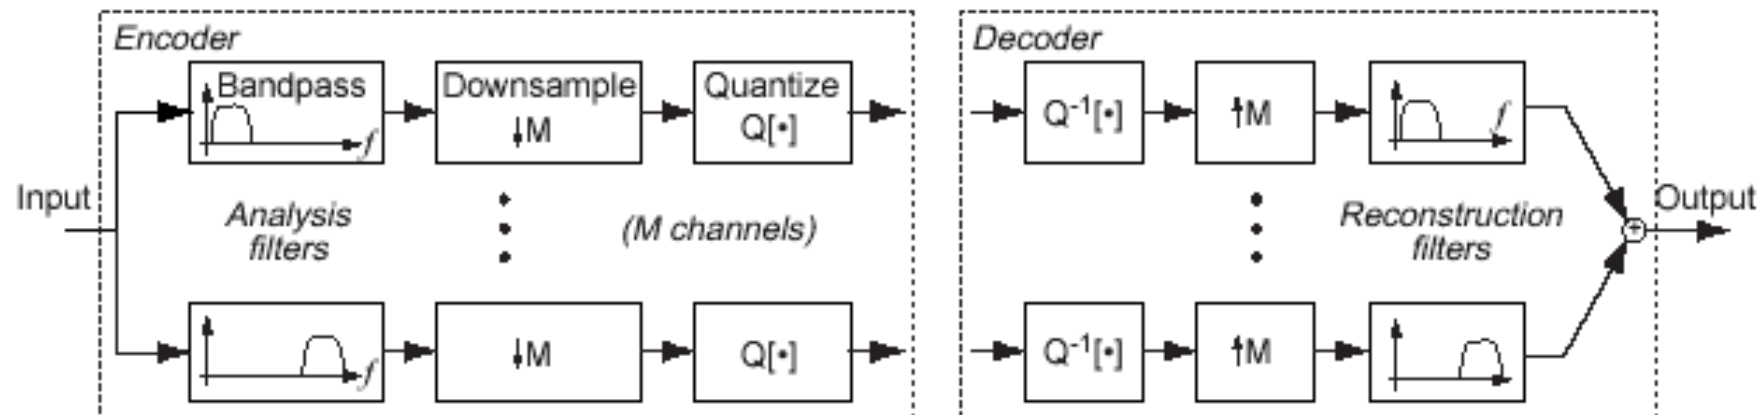 Encoder
Bandpass
f
Downsample
↓M
Quantize
Q[•]
Input
Analysis
filters
(M channels)
f
↓M
Q[•]
Decoder
Q⁻¹[•]
↑M
f
Reconstruction
filters
+
Output
Q⁻¹[•]
↑M